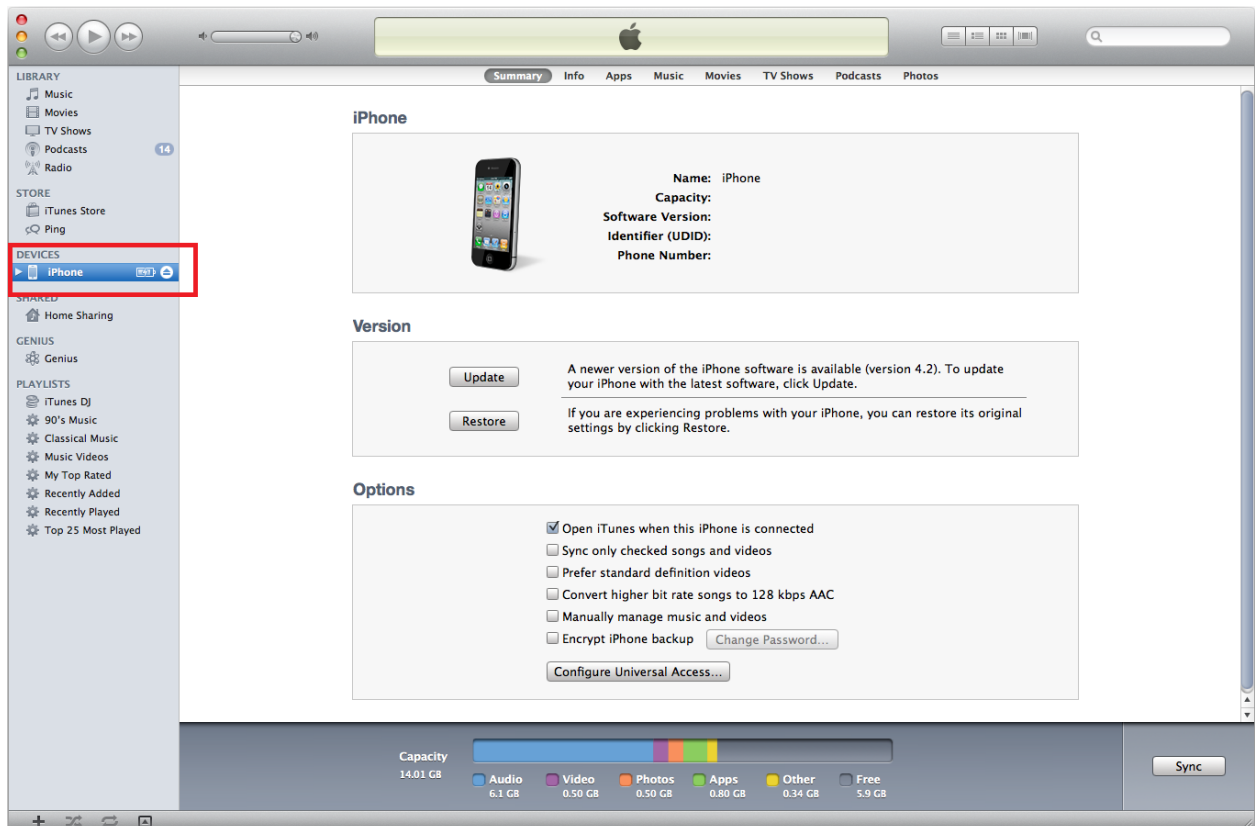 Summary Info Apps Music Movies TV Shows Podcasts Photos
LIBRARY
Music
Movies
TV Shows
Podcasts 14
Radio
STORE
iTunes Store
Ping
DEVICES
iPhone
SHARED
Home Sharing
GENIUS
Genius
PLAYLISTS
iTunes DJ
90's Music
Classical Music
Music Videos
My Top Rated
Recently Added
Recently Played
Top 25 Most Played
iPhone
Name: iPhone
Capacity:
Software Version:
Identifier (UDID):
Phone Number:
Version
Update
A newer version of the iPhone software is available (version 4.2). To update
your iPhone with the latest software, click Update.
Restore
If you are experiencing problems with your iPhone, you can restore its original
settings by clicking Restore.
Options
Open iTunes when this iPhone is connected
Sync only checked songs and videos
Prefer standard definition videos
Convert higher bit rate songs to 128 kbps AAC
Manually manage music and videos
Encrypt iPhone backup Change Password...
Configure Universal Access...
Capacity
14.01 GB
Audio Video Photos Apps Other Free
6.1 GB 0.50 GB 0.50 GB 0.80 GB 0.34 GB 5.9 GB
Sync